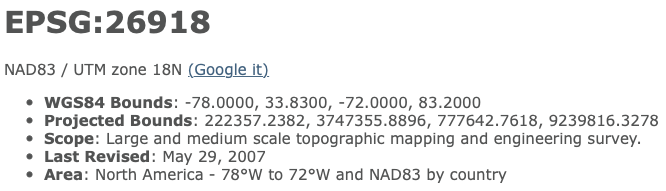 EPSG:26918
NAD83 / UTM zone 18N (Google it)
• WGS84 Bounds: -78.0000, 33.8300, -72.0000, 83.2000
• Projected Bounds: 222357.2382, 3747355.8896, 777642.7618, 9239816.3278
• Scope: Large and medium scale topographic mapping and engineering survey.
• Last Revised: May 29, 2007
• Area: North America - 78°W to 72°W and NAD83 by country